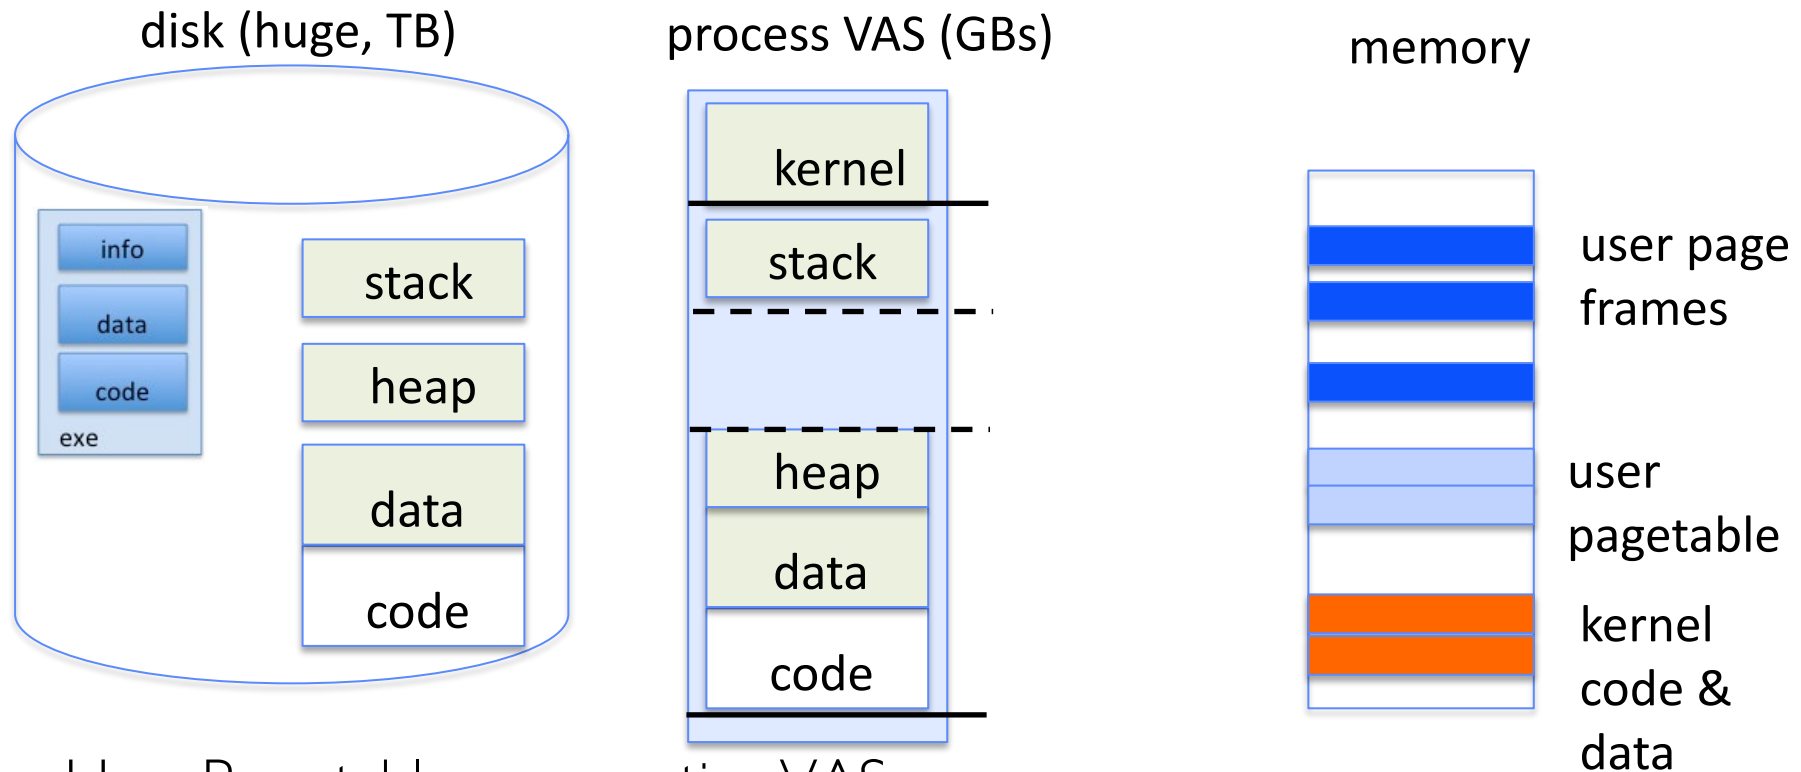 disk (huge, TB)
process VAS (GBs)
memory
info
data
code
exe
stack
heap
data
code
kernel
stack
heap
data
code
user page
frames
user
pagetable
kernel
code &
data
VAS